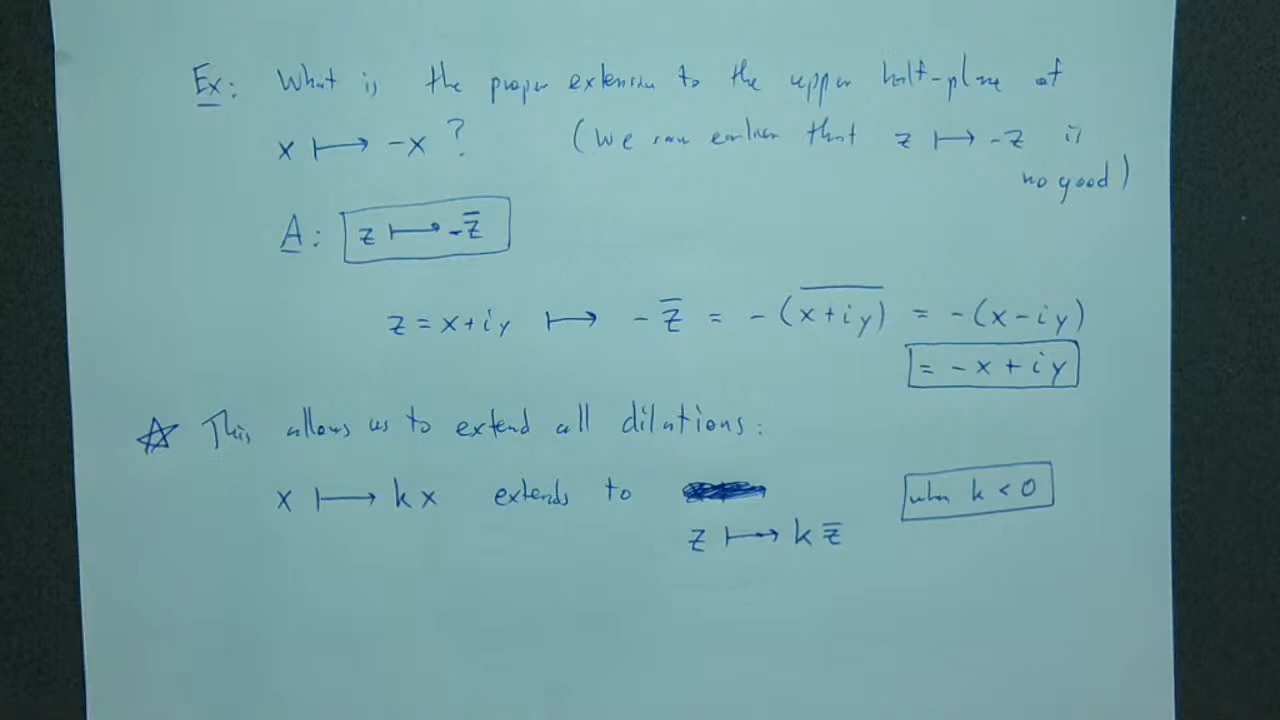 Ex: What is the proper extension to the upper half-plane of
x ↦ -x ? (We saw earlier that z ↦ -z is
no good)
A: z ↦ -z̅
z = x+iy ↦ -z̅ = -(x+iy)̅ = -(x-iy)
= -x+iy
☆ This allows us to extend all dilations:
x ↦ kx extends to when k < 0
z ↦ kz̅